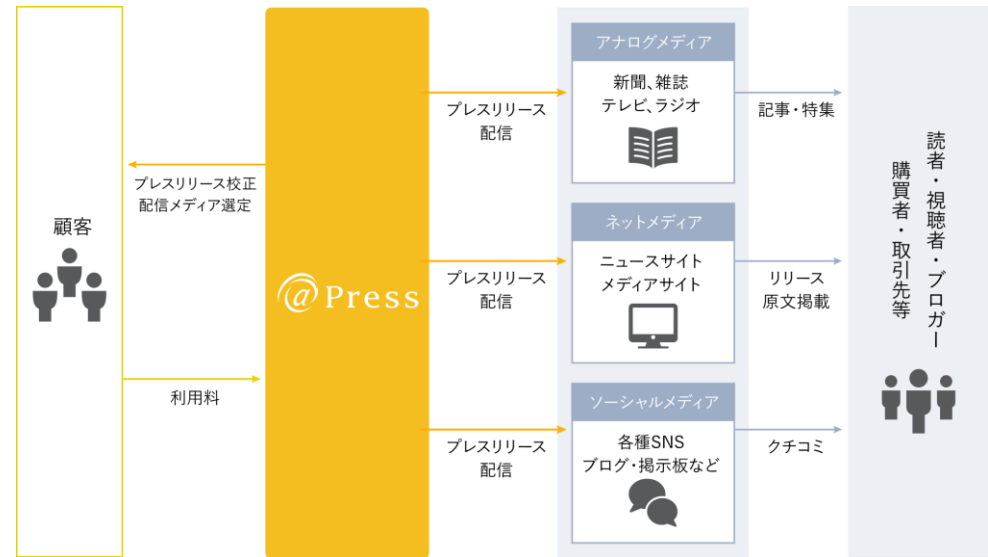 顧客
プレスリリース校正
配信メディア選定
利用料
@Press
プレスリリース
配信
プレスリリース
配信
プレスリリース
配信
アナログメディア
新聞、雑誌
テレビ、ラジオ
ネットメディア
ニュースサイト
メディアサイト
ソーシャルメディア
各種SNS
ブログ・掲示板など
記事・特集
リリース
原文掲載
クチコミ
読者・視聴者・ブロガー
購買者・取引先等